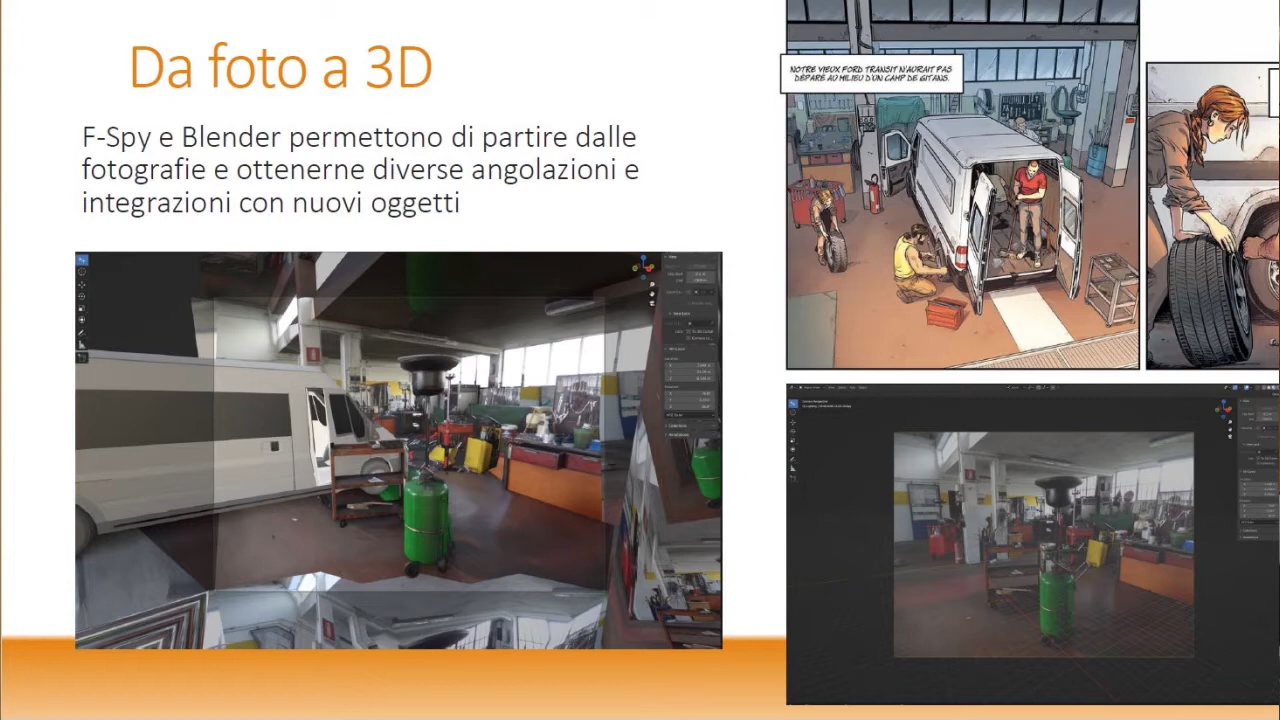 Da foto a 3D
F-Spy e Blender permettono di partire dalle
fotografie e ottenerne diverse angolazioni e
integrazioni con nuovi oggetti
NOTRE VIEUX FORD TRANSIT N'AURAIT PAS
DÉPARÉ AU MILIEU D'UN CAMP DE GITANS.